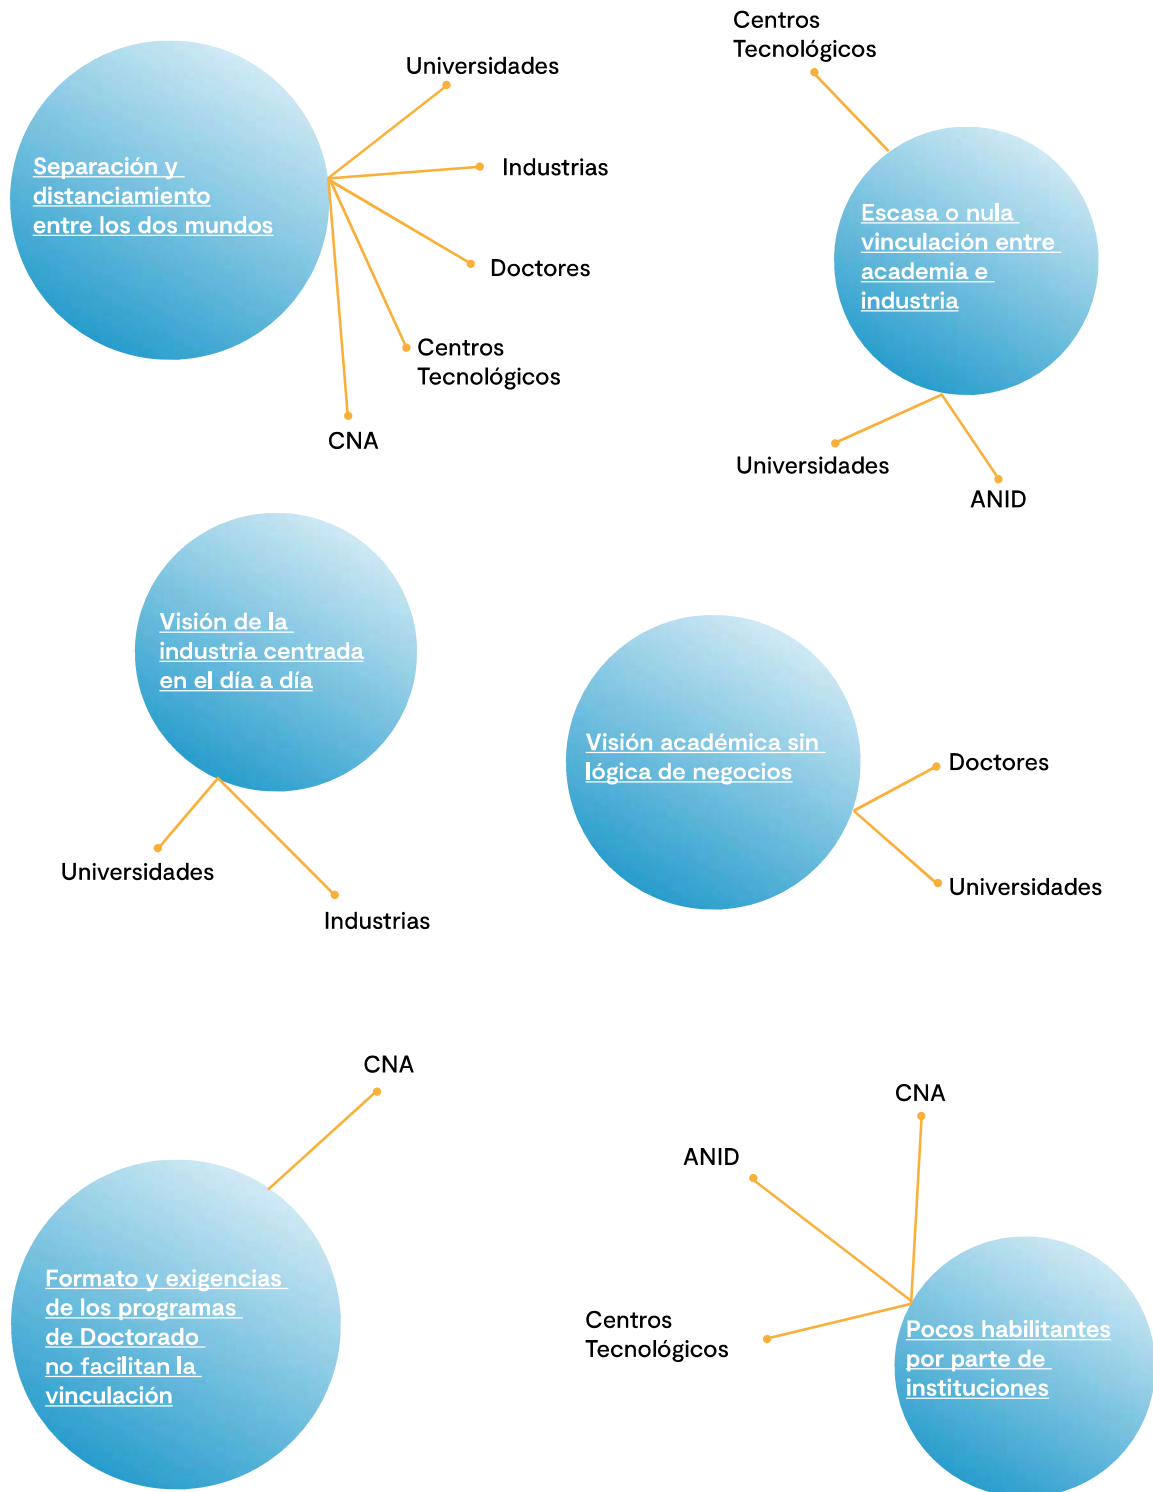 Separación y
distanciamiento
entre los dos mundos
Universidades
Industrias
Doctores
Centros
Tecnológicos
CNA
Centros
Tecnológicos
Escasa o nula
vinculación entre
academia e
industria
Universidades
ANID
Visión de la
industria centrada
en el día a día
Universidades
Industrias
Visión académica sin
lógica de negocios
Doctores
Universidades
CNA
Formato y exigencias
de los programas
de Doctorado
no facilitan la
vinculación
CNA
ANID
Centros
Tecnológicos
Pocos habilitantes
por parte de
instituciones